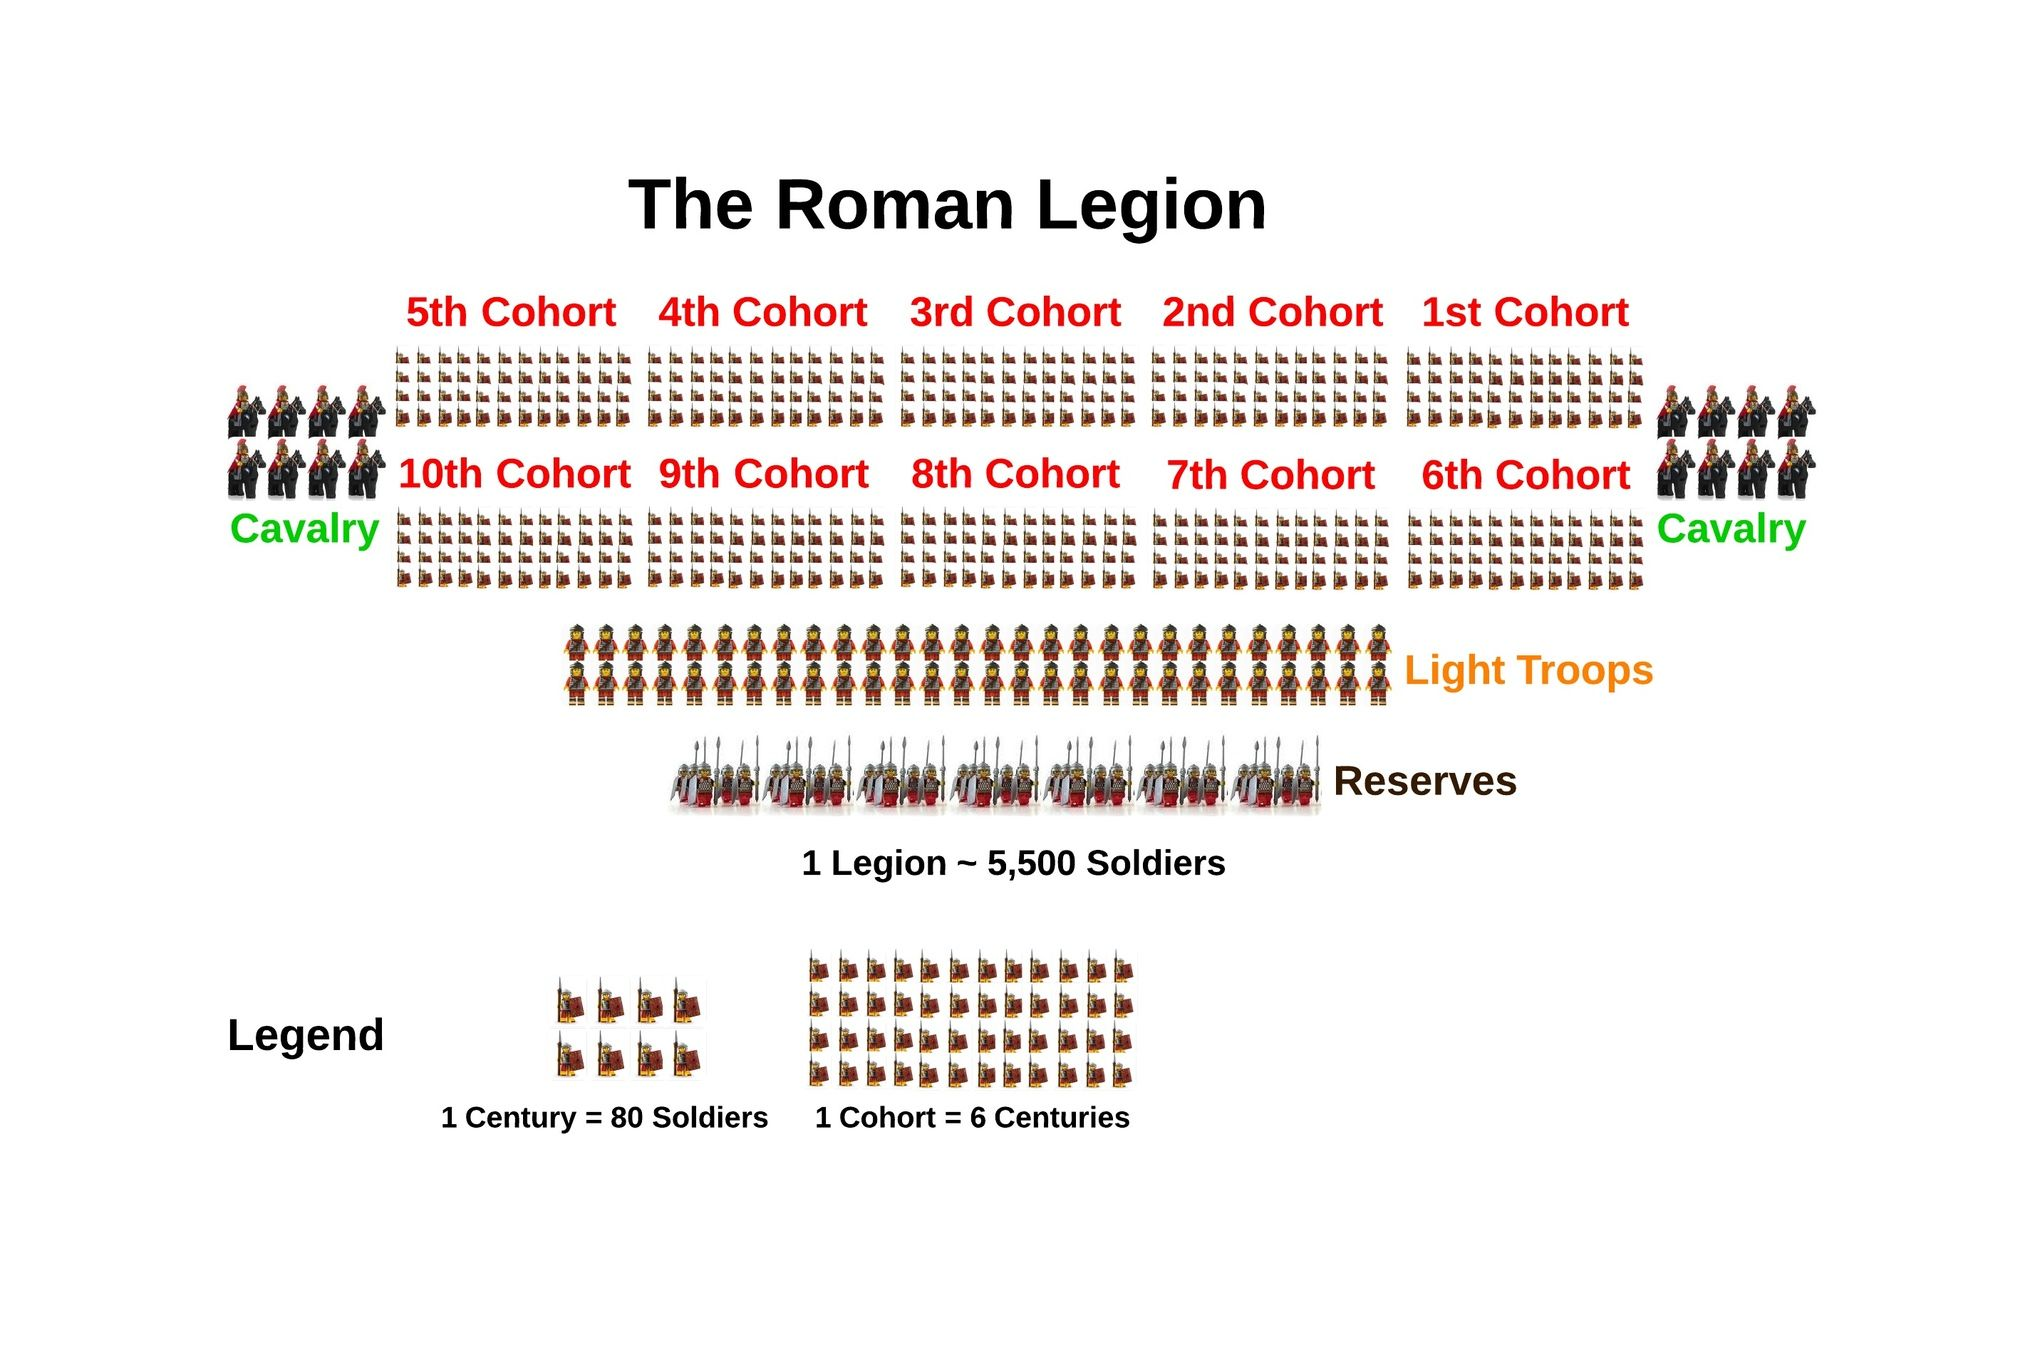 The Roman Legion
5th Cohort 4th Cohort 3rd Cohort 2nd Cohort 1st Cohort
10th Cohort 9th Cohort 8th Cohort 7th Cohort 6th Cohort
Cavalry Cavalry
Light Troops
Reserves
1 Legion ~ 5,500 Soldiers
Legend
1 Century = 80 Soldiers 1 Cohort = 6 Centuries